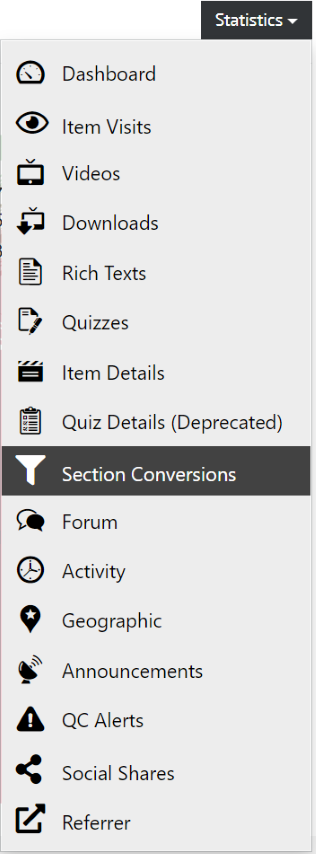 Statistics
Dashboard
Item Visits
Videos
Downloads
Rich Texts
Quizzes
Item Details
Quiz Details (Deprecated)
Section Conversions
Forum
Activity
Geographic
Announcements
QC Alerts
Social Shares
Referrer